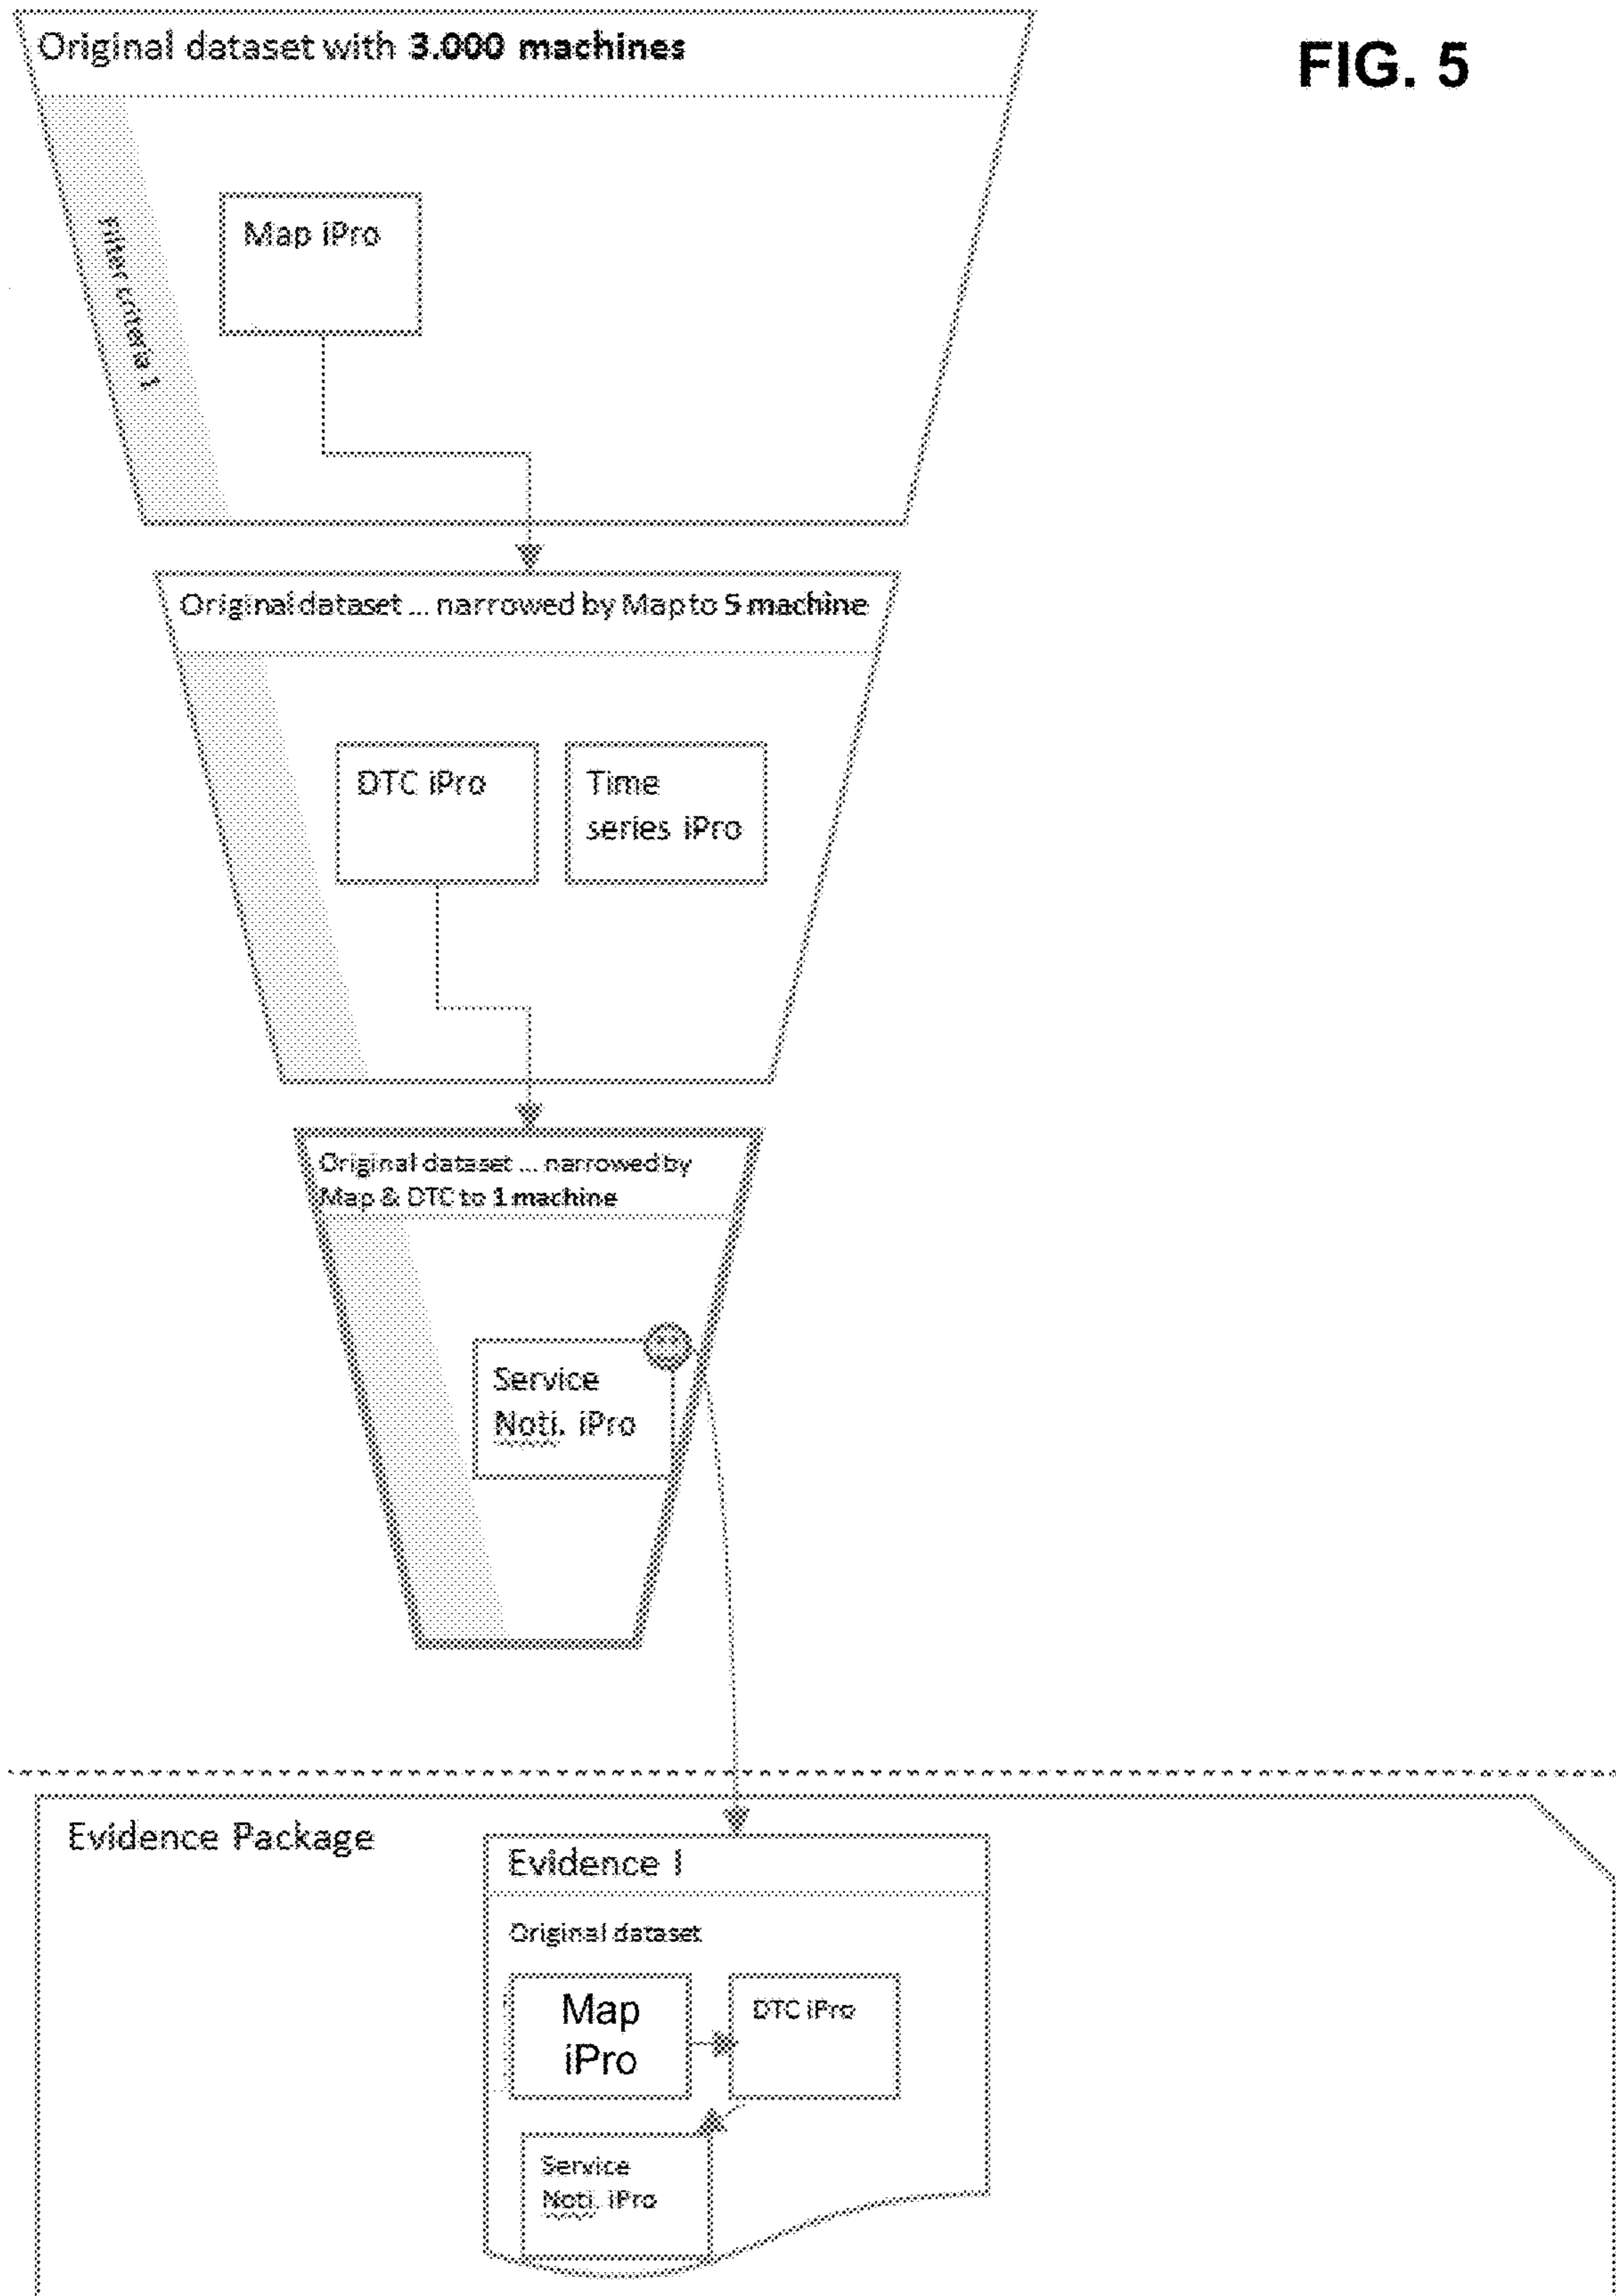 FIG. 5
Original dataset with 3.000 machines
Filter criteria 1
Map iPro
Original dataset ... narrowed by Map to 5 machine
DTC iPro
Time
series iPro
Original dataset ... narrowed by
Map & DTC to 1 machine
Service
Noti. iPro
Evidence Package
Evidence I
Original dataset
Map
iPro
DTC iPro
Service
Noti. iPro